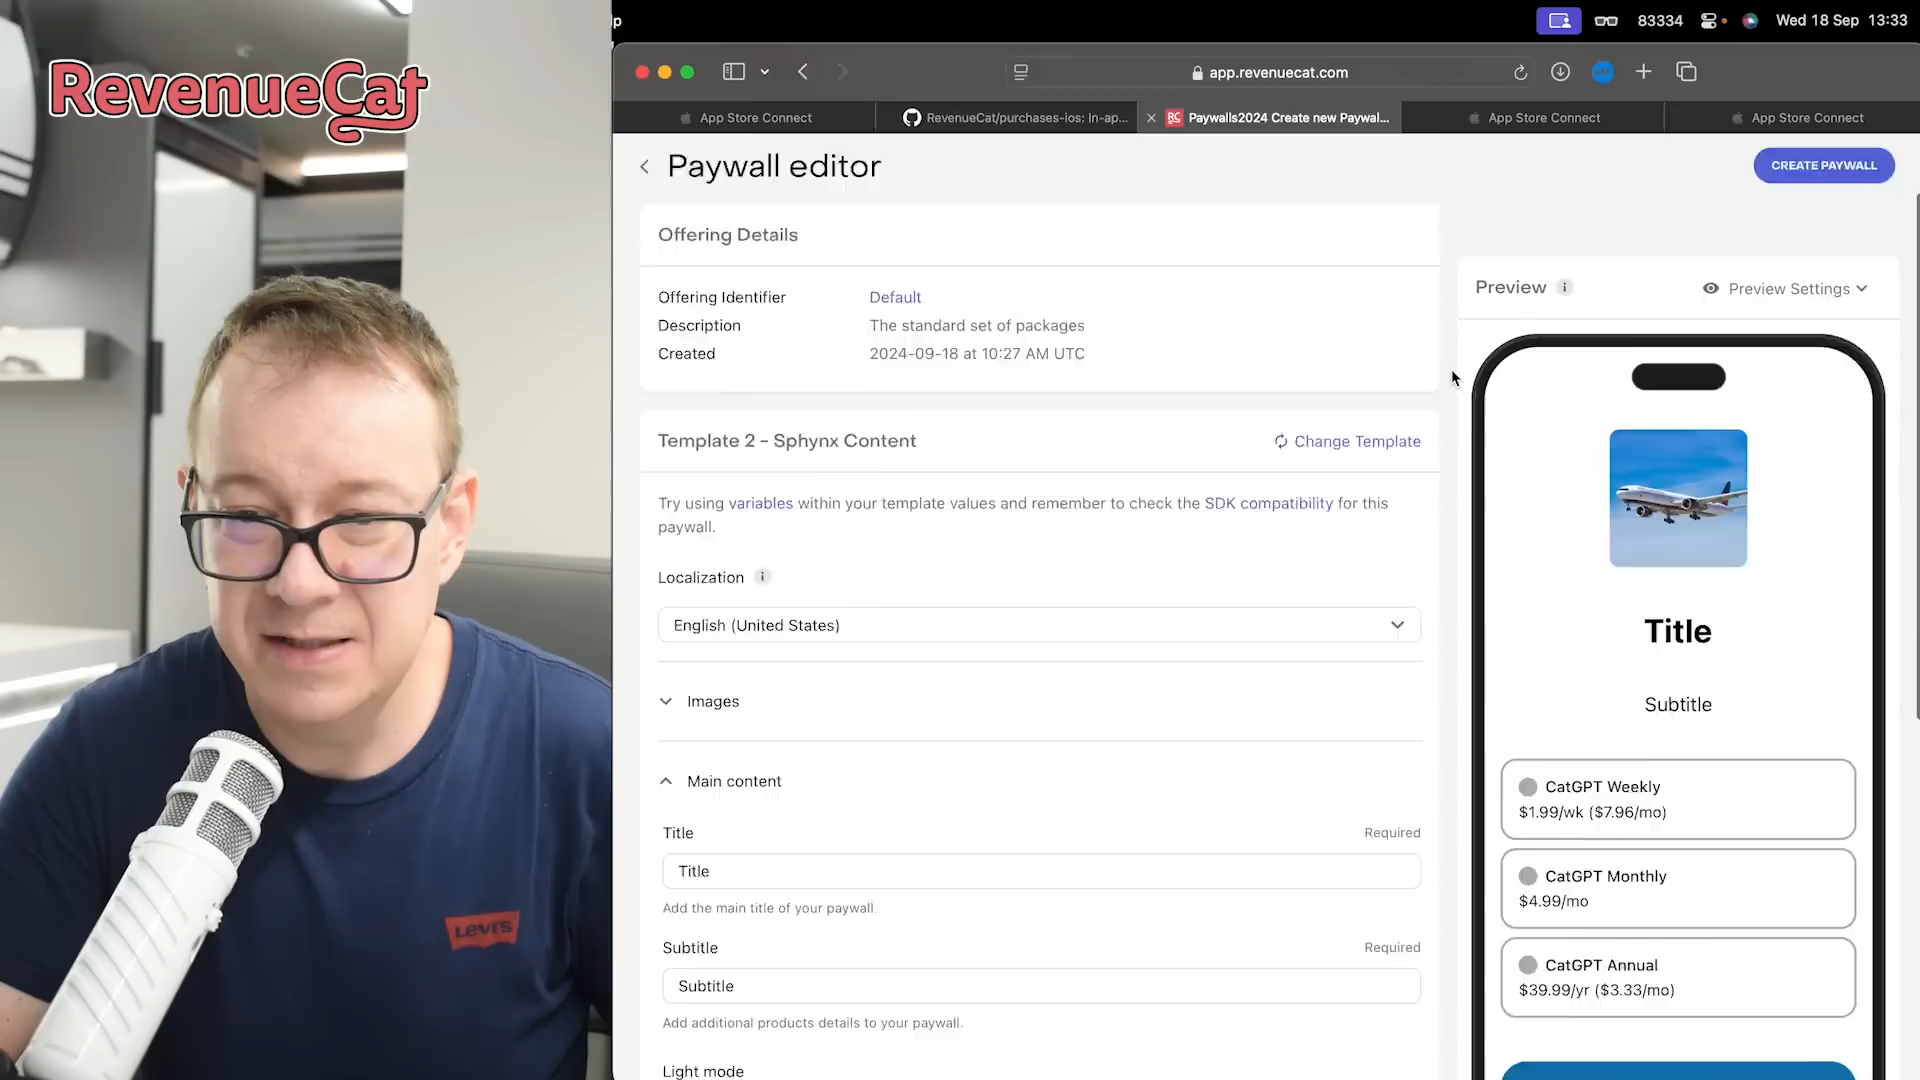 RevenueCat
lp
83334
Wed 18 Sep 13:33
app.revenuecat.com
App Store Connect
RevenueCat/purchases-ios: In-ap...
RC
Paywalls2024 Create new Paywal...
App Store Connect
App Store Connect
Paywall editor
CREATE PAYWALL
Offering Details
Offering Identifier
Default
Description
The standard set of packages
Created
2024-09-18 at 10:27 AM UTC
Template 2 - Sphynx Content
Change Template
Try using variables within your template values and remember to check the SDK compatibility for this
paywall.
Localization
i
English (United States)
Images
Main content
Title
Required
Title
Add the main title of your paywall.
Subtitle
Required
Subtitle
Add additional products details to your paywall.
Light mode
Preview
i
Preview Settings
Title
Subtitle
CatGPT Weekly
$1.99/wk ($7.96/mo)
CatGPT Monthly
$4.99/mo
CatGPT Annual
$39.99/yr ($3.33/mo)
LEVI'S